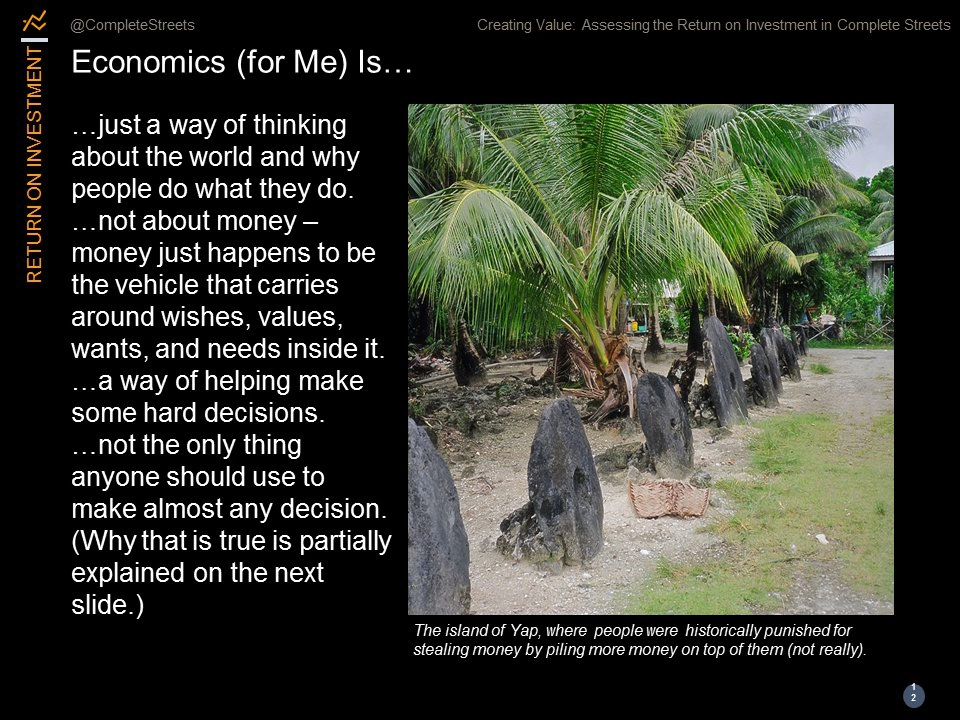 @CompleteStreets
Creating Value: Assessing the Return on Investment in Complete Streets
RETURN ON INVESTMENT
Economics (for Me) Is…
…just a way of thinking
about the world and why
people do what they do.
…not about money –
money just happens to be
the vehicle that carries
around wishes, values,
wants, and needs inside it.
…a way of helping make
some hard decisions.
…not the only thing
anyone should use to
make almost any decision.
(Why that is true is partially
explained on the next
slide.)
The island of Yap, where people were historically punished for
stealing money by piling more money on top of them (not really).
1
2